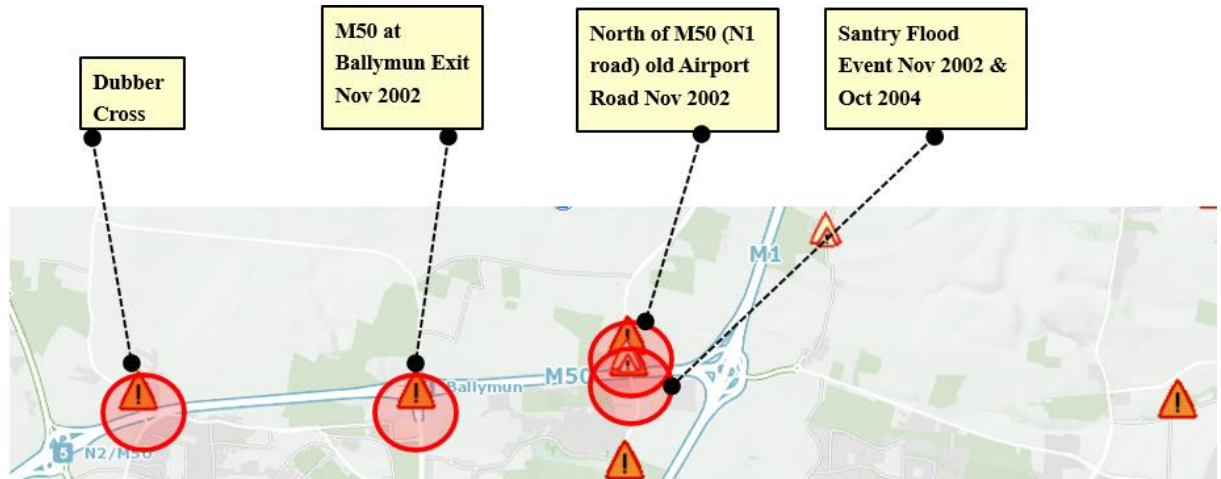 Dubber
Cross
M50 at
Ballymun Exit
Nov 2002
North of M50 (N1
road) old Airport
Road Nov 2002
Santry Flood
Event Nov 2002 &
Oct 2004
M1
M50
Ballymun
5
N2/M50